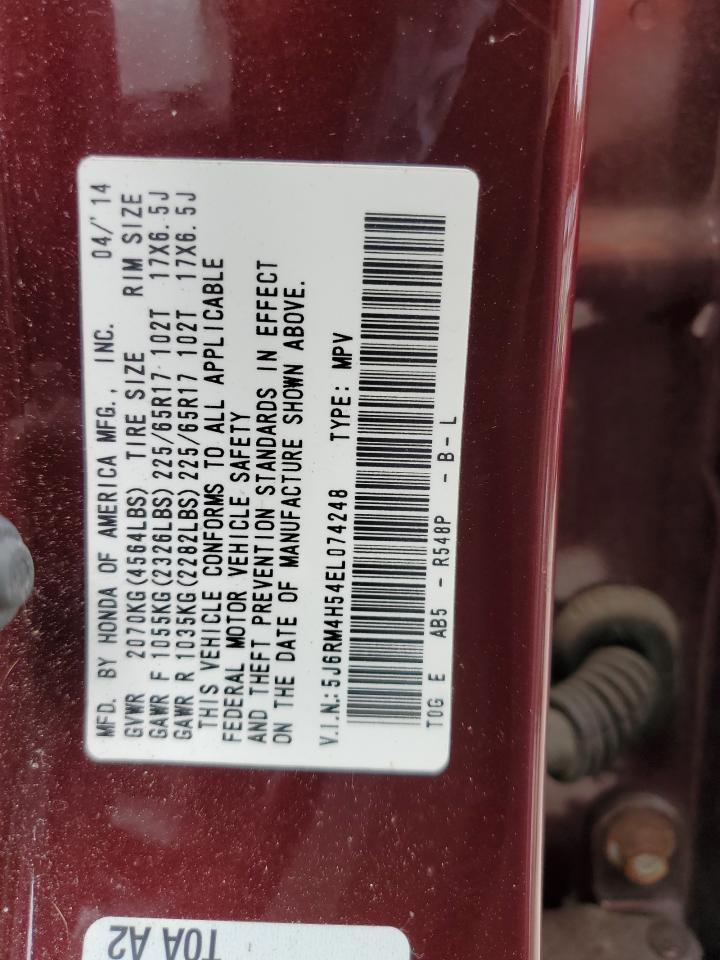 MFD. BY HONDA OF AMERICA MFG., INC. 04/'14
GVWR 2070KG(4564LBS) TIRE SIZE RIM SIZE
GAWR F 1055KG(2326LBS) 225/65R17 102T 17X6.5J
GAWR R 1035KG(2282LBS) 225/65R17 102T 17X6.5J
THIS VEHICLE CONFORMS TO ALL APPLICABLE
FEDERAL MOTOR VEHICLE SAFETY
AND THEFT PREVENTION STANDARDS IN EFFECT
ON THE DATE OF MANUFACTURE SHOWN ABOVE.
V.I.N.: 5J6RM4H54EL074248 TYPE: MPV
T0G E AB5 - R548P - B - L
T0A A2